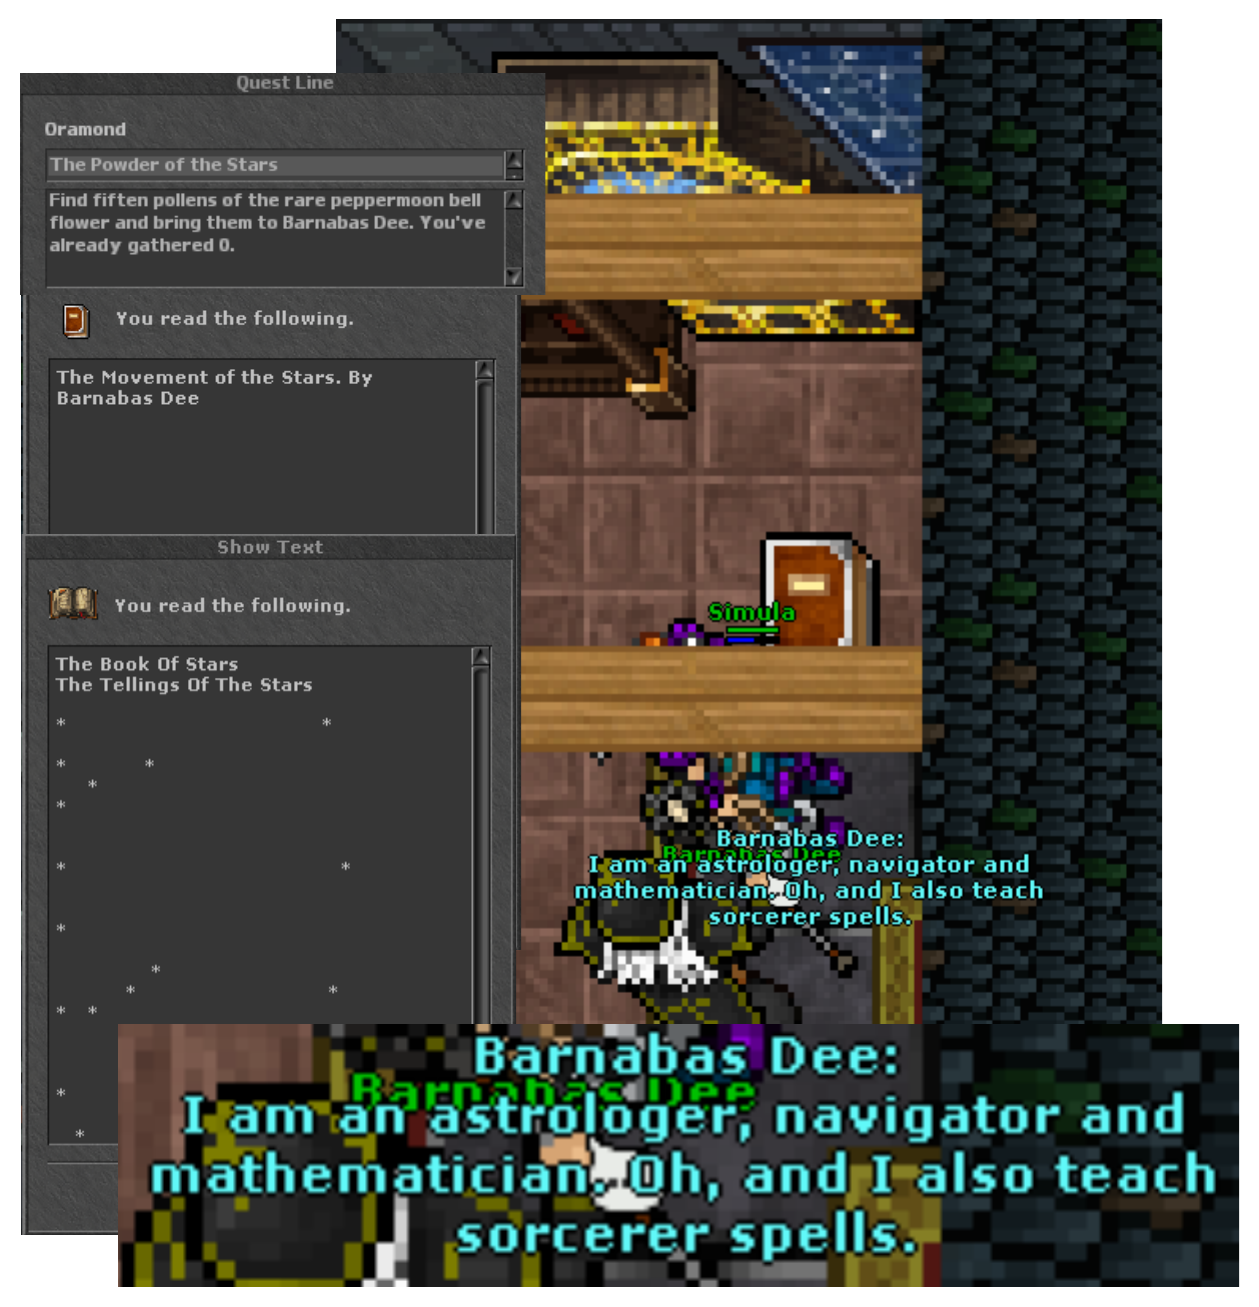 Quest Line
Oramond
The Powder of the Stars
Find fiften pollens of the rare peppermoon bell
flower and bring them to Barnabas Dee. You've
already gathered 0.
You read the following.
The Movement of the Stars. By
Barnabas Dee
Show Text
You read the following.
The Book Of Stars
The Tellings Of The Stars
* *
* *
*
*
* *
*
*
* *
* *
*
*
Simula
Barnabas Dee:
Barnabas Dee
I am an astrologer, navigator and
mathematician. Oh, and I also teach
sorcerer spells.
Barnabas Dee:
Barnabas Dee
I am an astrologer, navigator and
mathematician. Oh, and I also teach
sorcerer spells.